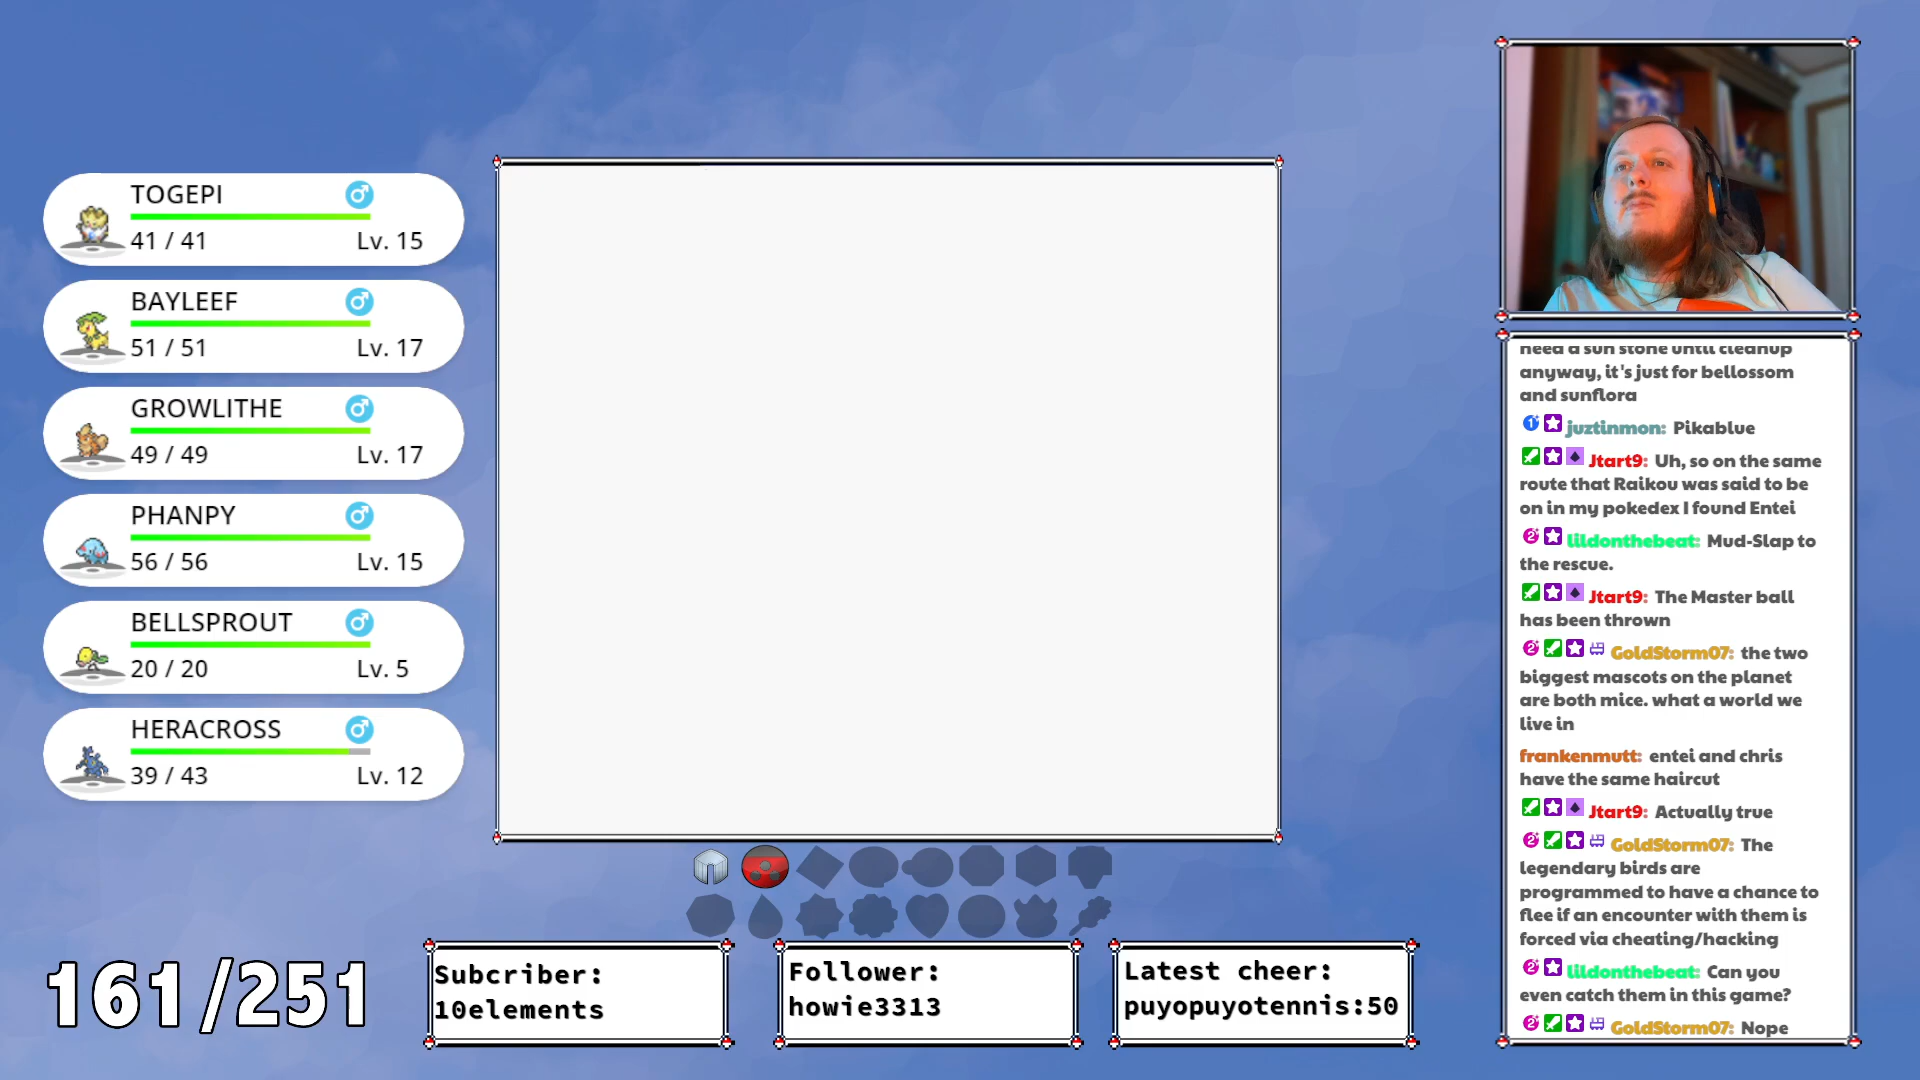 TOGEPI
41 / 41 Lv. 15
BAYLEEF
51 / 51 Lv. 17
GROWLITHE
49 / 49 Lv. 17
PHANPY
56 / 56 Lv. 15
BELLSPROUT
20 / 20 Lv. 5
HERACROSS
39 / 43 Lv. 12
161/251
Subcriber:
10elements
Follower:
howie3313
Latest cheer:
puyopuyotennis:50
need a sun stone until cleanup
anyway, it's just for bellossom
and sunflora
juztinmon: Pikablue
Jtart9: Uh, so on the same
route that Raikou was said to be
on in my pokedex I found Entei
lildonthebeat: Mud-Slap to
the rescue.
Jtart9: The Master ball
has been thrown
GoldStorm07: the two
biggest mascots on the planet
are both mice. what a world we
live in
frankenmutt: entei and chris
have the same haircut
Jtart9: Actually true
GoldStorm07: The
legendary birds are
programmed to have a chance to
flee if an encounter with them is
forced via cheating/hacking
lildonthebeat: Can you
even catch them in this game?
GoldStorm07: Nope